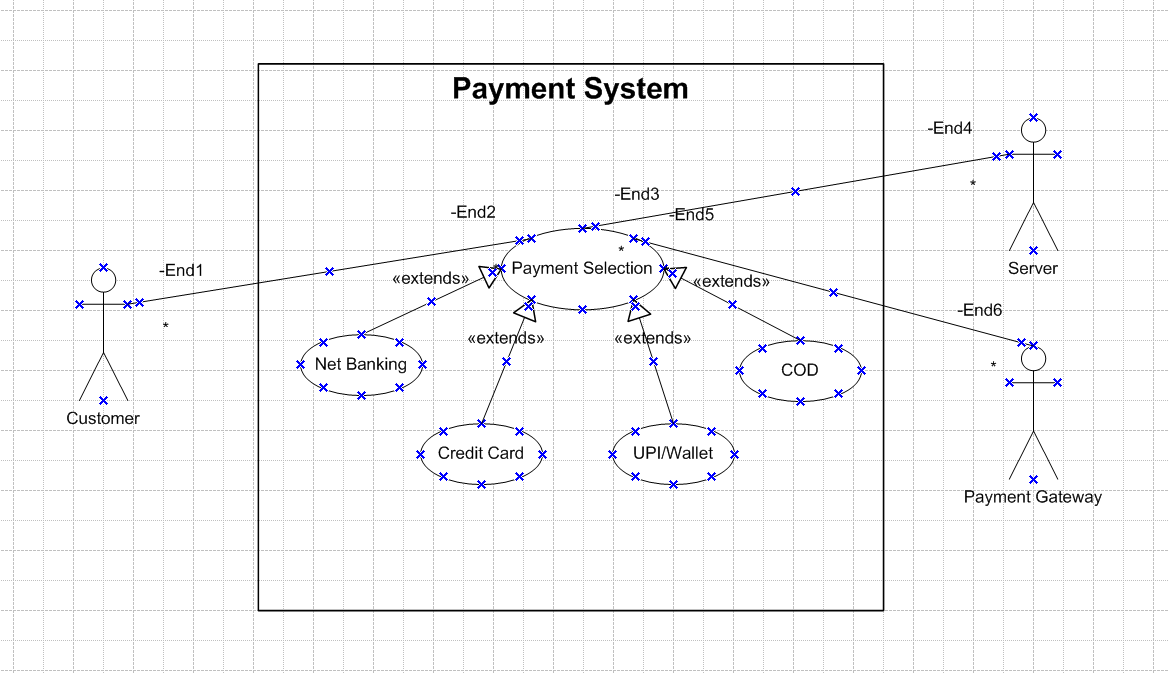 Payment System
-End4
-End3
-End2
-End5
*
*
-End1
Payment Selection
Server
«extends»
«extends»
-End6
*
«extends»
«extends»
*
Net Banking
COD
Customer
Credit Card
UPI/Wallet
Payment Gateway